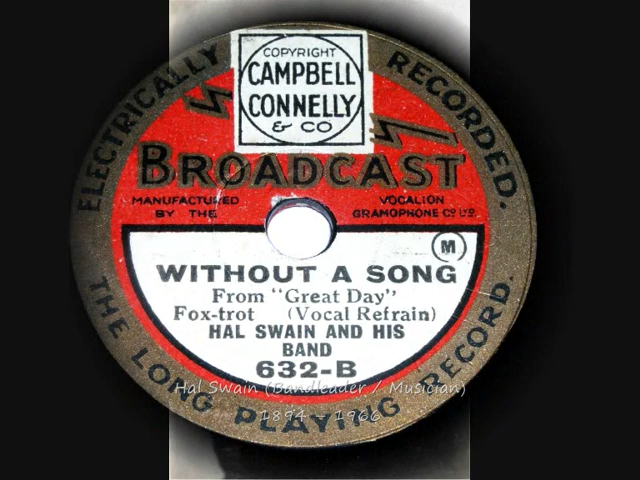 COPYRIGHT
CAMPBELL
CONNELLY
& CO
ELECTRICALLY RECORDED.
BROADCAST
MANUFACTURED BY THE
VOCALION GRAMOPHONE Cº LTD.
M
WITHOUT A SONG
From "Great Day"
Fox-trot (Vocal Refrain)
HAL SWAIN AND HIS
BAND
632-B
THE LONG PLAYING RECORD.
Hal Swain (Bandleader / Musician)
1894 - 1966